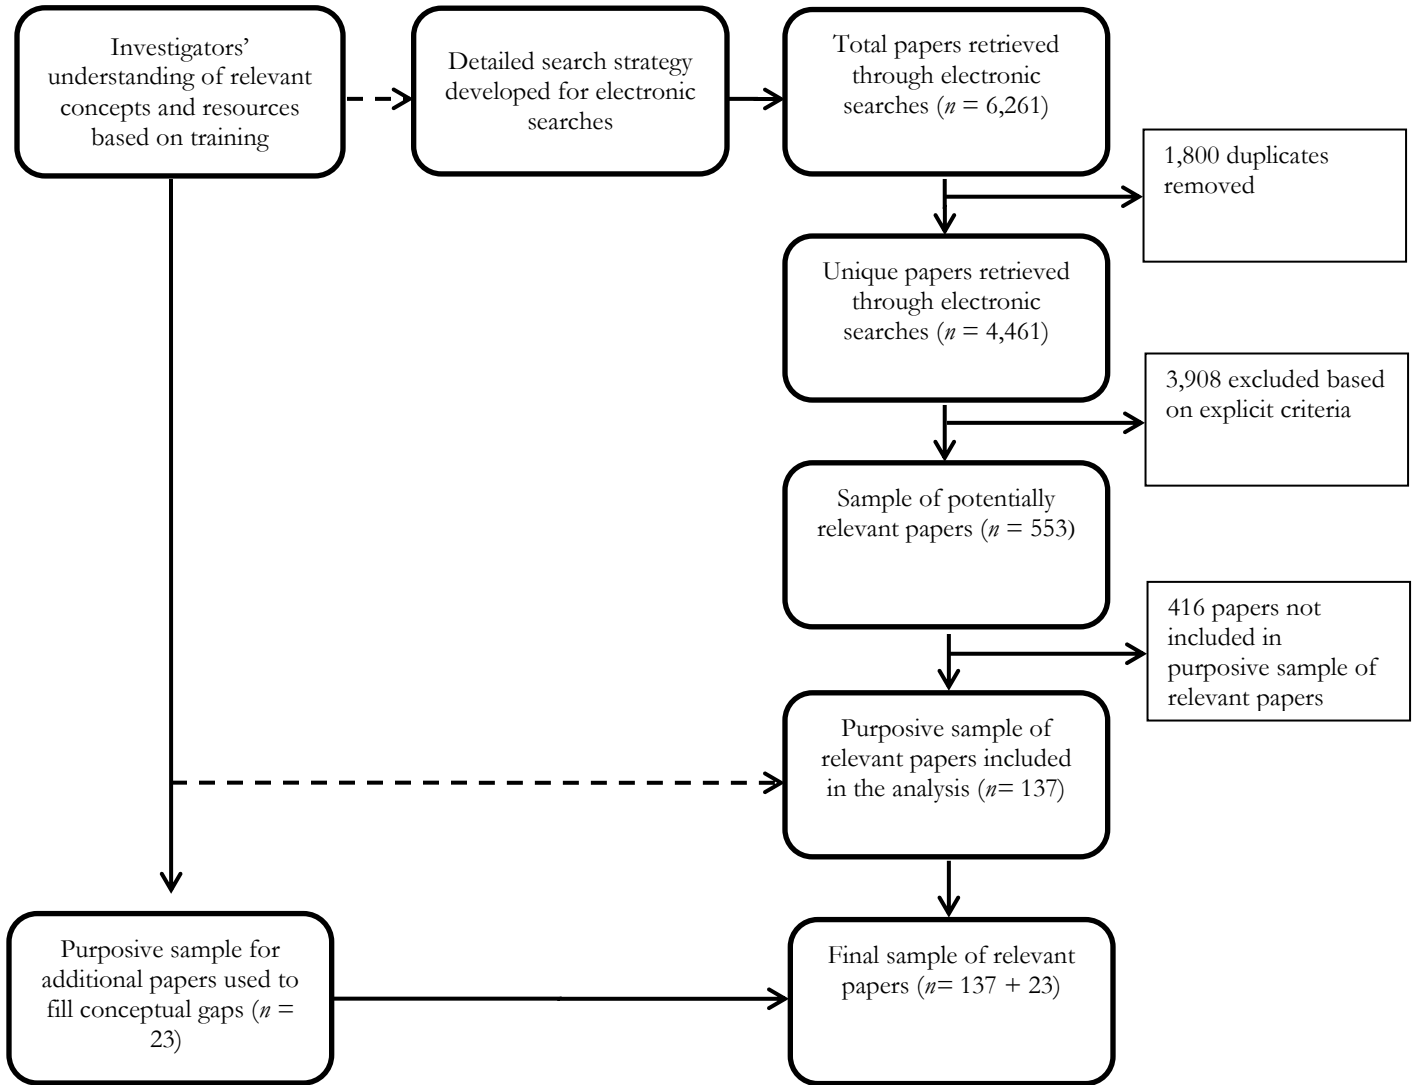 Investigators’
understanding of relevant
concepts and resources
based on training
Detailed search strategy
developed for electronic
searches
Total papers retrieved
through electronic
searches (n = 6,261)
1,800 duplicates
removed
Unique papers retrieved
through electronic
searches (n = 4,461)
3,908 excluded based
on explicit criteria
Sample of potentially
relevant papers (n = 553)
416 papers not
included in
purposive sample of
relevant papers
Purposive sample of
relevant papers included
in the analysis (n= 137)
Purposive sample for
additional papers used to
fill conceptual gaps (n =
23)
Final sample of relevant
papers (n= 137 + 23)